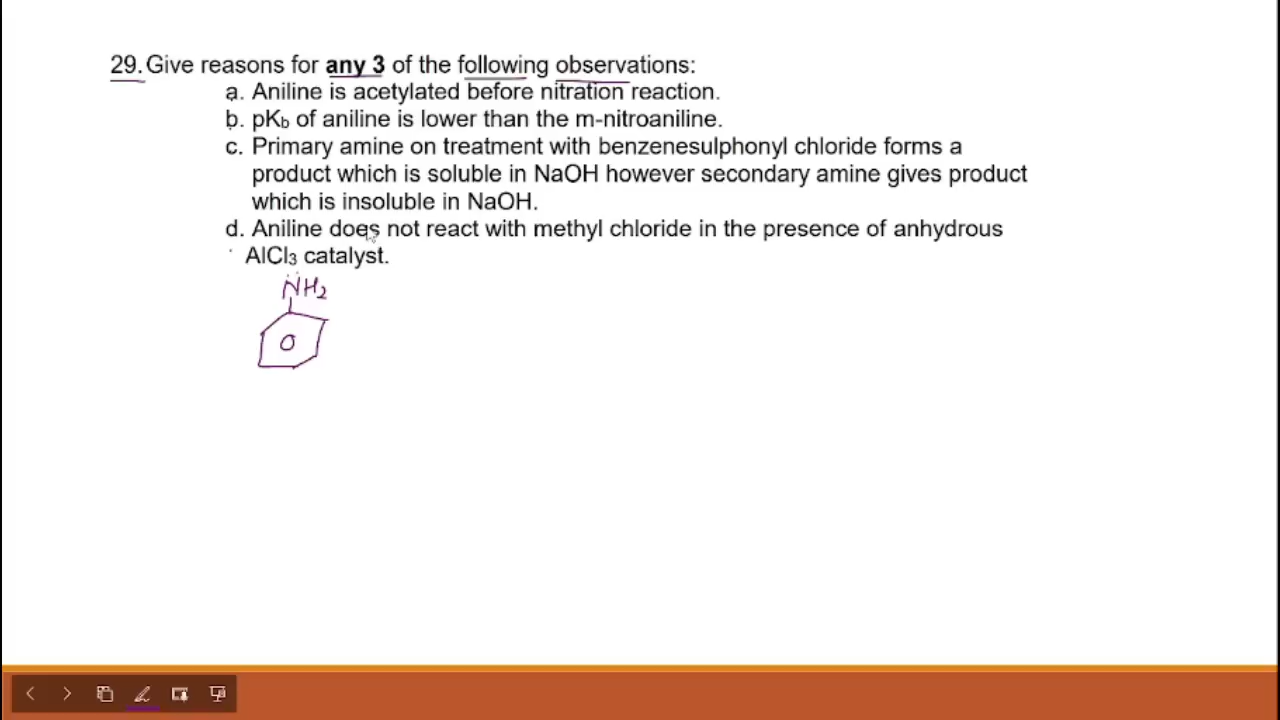 29. Give reasons for any 3 of the following observations:
a. Aniline is acetylated before nitration reaction.
b. pKb of aniline is lower than the m-nitroaniline.
c. Primary amine on treatment with benzenesulphonyl chloride forms a
product which is soluble in NaOH however secondary amine gives product
which is insoluble in NaOH.
d. Aniline does not react with methyl chloride in the presence of anhydrous
AlCl3 catalyst.
NH2